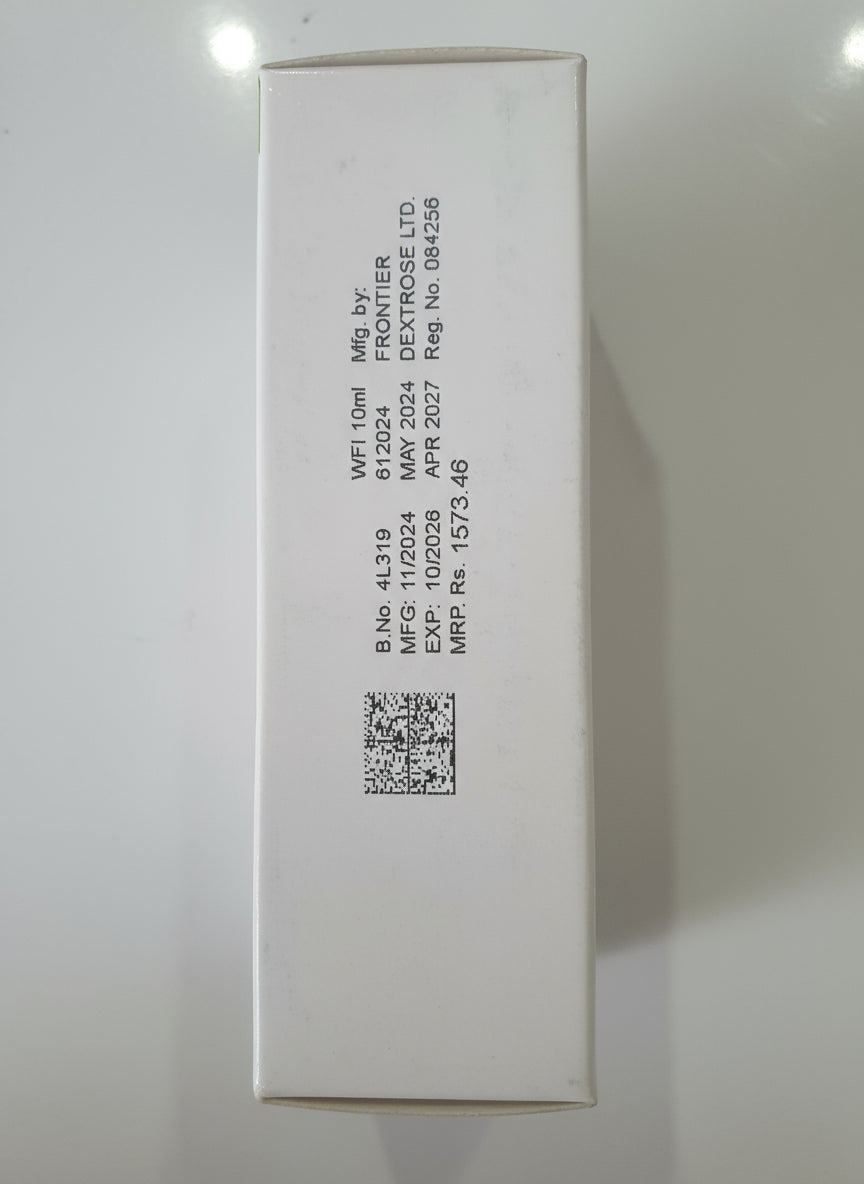 WFI 10ml Mfg. by:
B.No. 4L319 612024 FRONTIER
MFG: 11/2024 MAY 2024 DEXTROSE LTD.
EXP: 10/2026 APR 2027 Reg. No. 084256
MRP. Rs. 1573.46